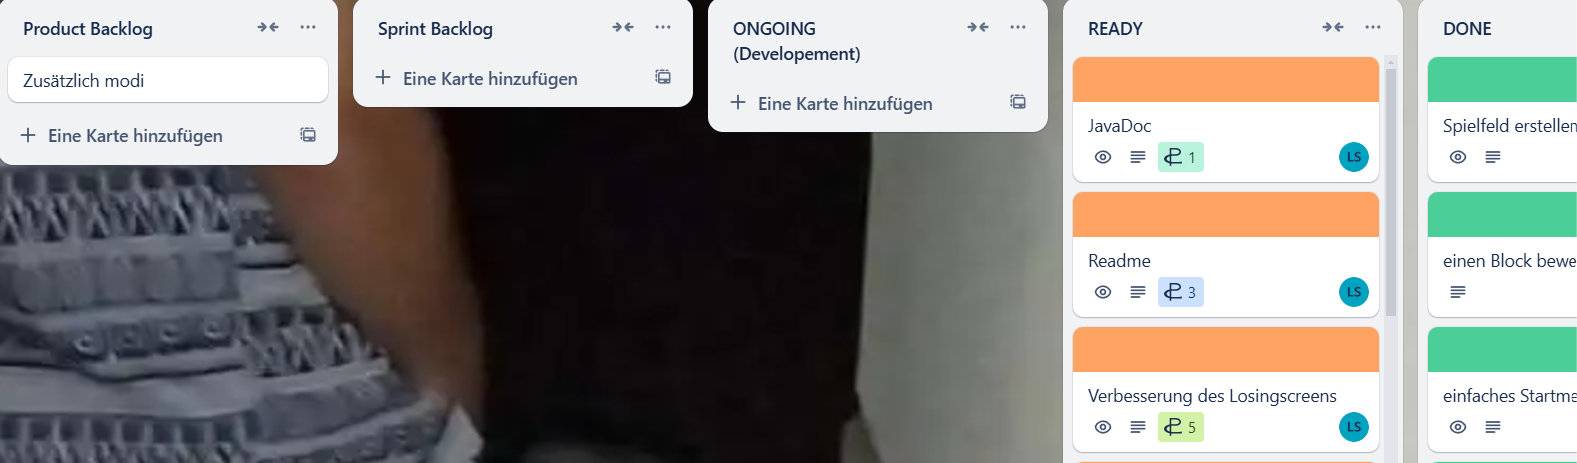 Product Backlog
Zusätzlich modi
Eine Karte hinzufügen
Sprint Backlog
Eine Karte hinzufügen
ONGOING
(Developement)
Eine Karte hinzufügen
READY
JavaDoc
1
LS
Readme
3
LS
Verbesserung des Losingscreens
5
LS
DONE
Spielfeld erstellen
einen Block bewe
einfaches Startme